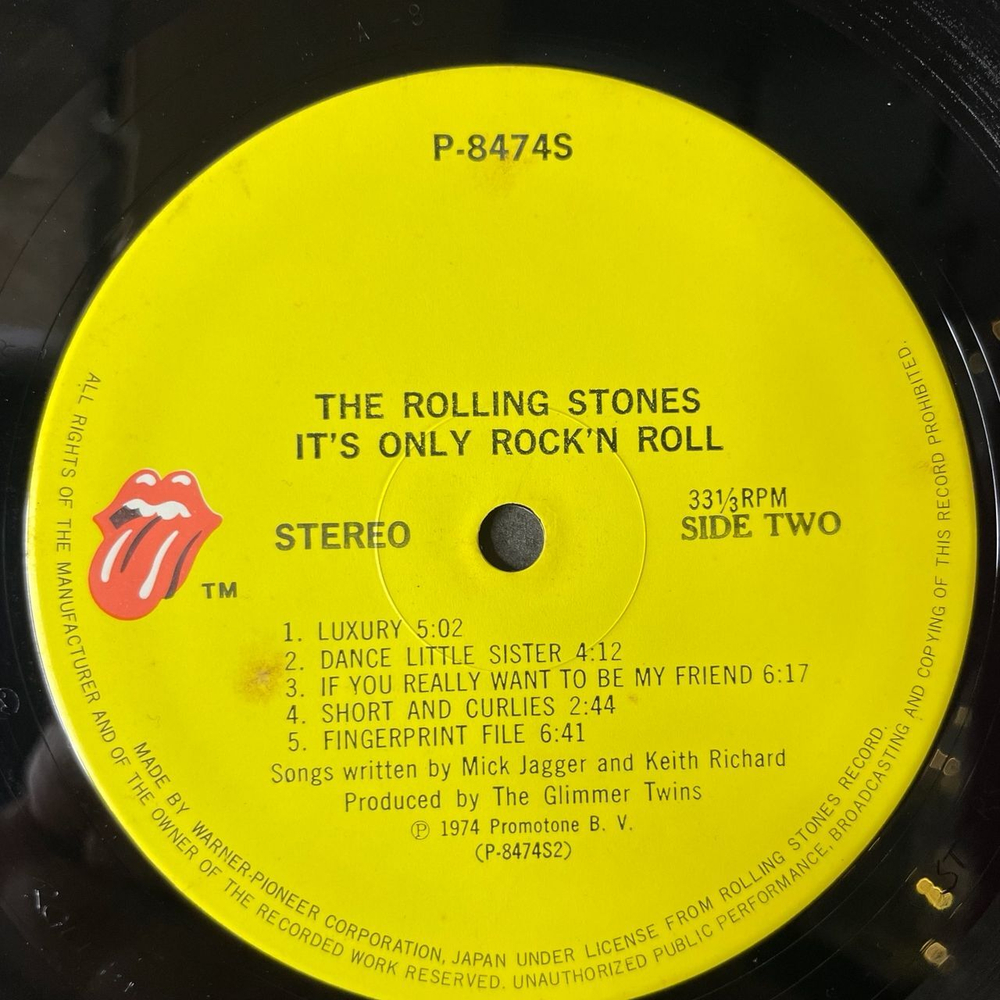 P-8474S
THE ROLLING STONES
IT'S ONLY ROCK'N ROLL
STEREO
33⅓RPM
SIDE TWO
TM
1. LUXURY 5:02
2. DANCE LITTLE SISTER 4:12
3. IF YOU REALLY WANT TO BE MY FRIEND 6:17
4. SHORT AND CURLIES 2:44
5. FINGERPRINT FILE 6:41
Songs written by Mick Jagger and Keith Richard
Produced by The Glimmer Twins
℗ 1974 Promotone B. V.
(P-8474S2)
MADE BY WARNER-PIONEER CORPORATION, JAPAN UNDER LICENSE FROM ROLLING STONES RECORD.
ALL RIGHTS OF THE MANUFACTURER AND OF THE OWNER OF THE RECORDED WORK RESERVED. UNAUTHORIZED PUBLIC PERFORMANCE, BROADCASTING AND COPYING OF THIS RECORD PROHIBITED.